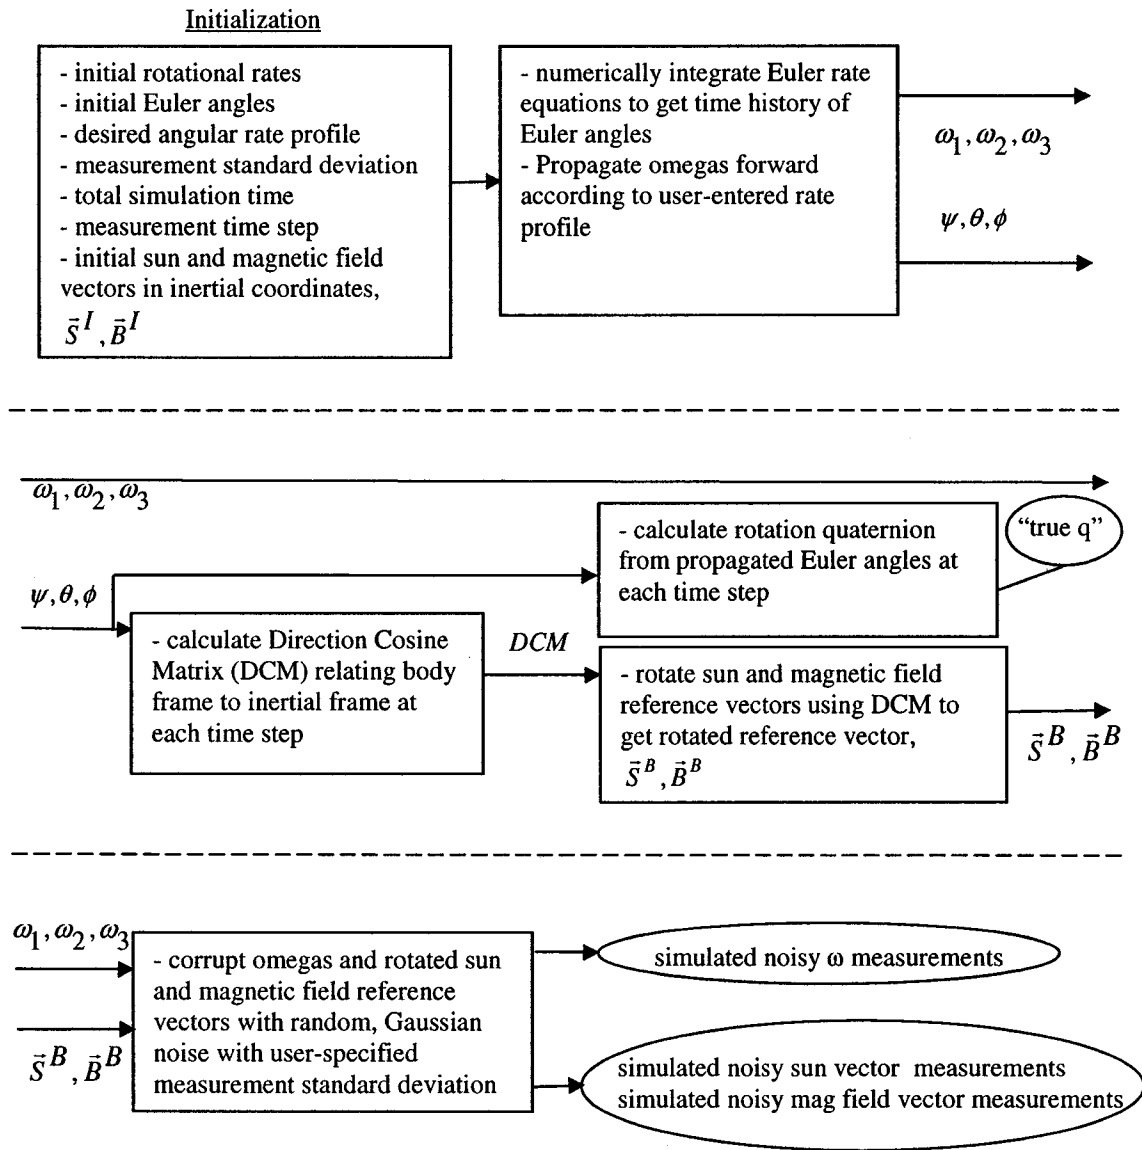 Initialization
- initial rotational rates
- initial Euler angles
- desired angular rate profile
- measurement standard deviation
- total simulation time
- measurement time step
- initial sun and magnetic field
vectors in inertial coordinates,
S⃗^I, B⃗^I
- numerically integrate Euler rate
equations to get time history of
Euler angles
- Propagate omegas forward
according to user-entered rate
profile
ω₁, ω₂, ω₃
ψ, θ, ϕ
ω₁, ω₂, ω₃
ψ, θ, ϕ
- calculate rotation quaternion
from propagated Euler angles at
each time step
“true q”
- calculate Direction Cosine
Matrix (DCM) relating body
frame to inertial frame at
each time step
DCM
- rotate sun and magnetic field
reference vectors using DCM to
get rotated reference vector,
S⃗^B, B⃗^B
S⃗^B, B⃗^B
ω₁, ω₂, ω₃
S⃗^B, B⃗^B
- corrupt omegas and rotated sun
and magnetic field reference
vectors with random, Gaussian
noise with user-specified
measurement standard deviation
simulated noisy ω measurements
simulated noisy sun vector measurements
simulated noisy mag field vector measurements